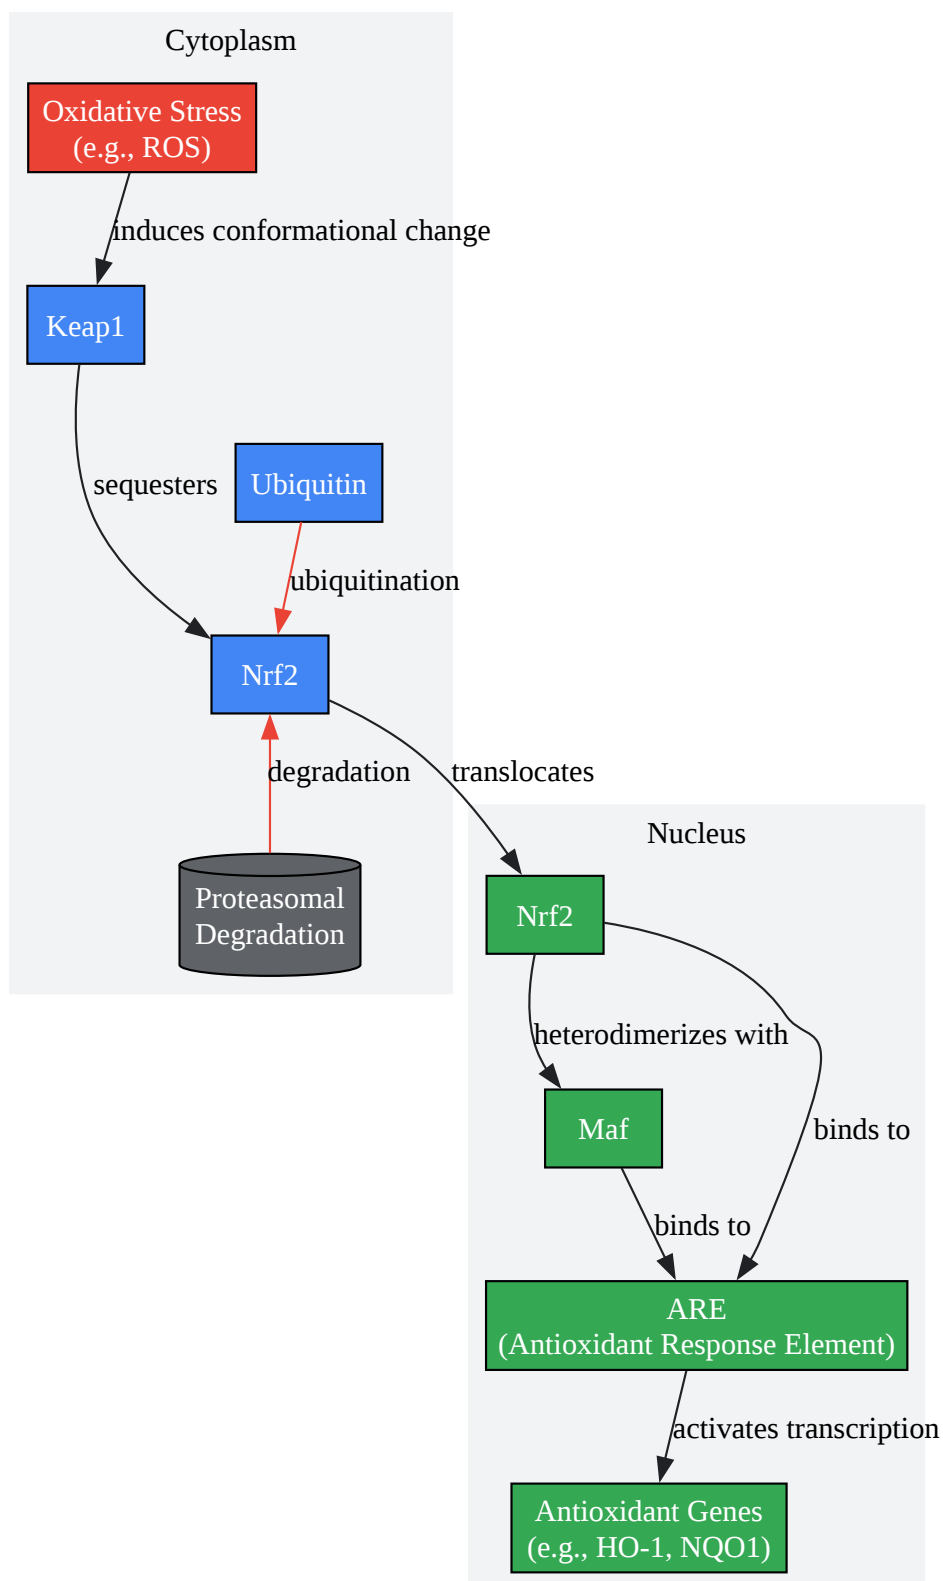 Cytoplasm
Oxidative Stress
(e.g., ROS)
induces conformational change
Keap1
sequesters
Ubiquitin
ubiquitination
Nrf2
degradation
translocates
Proteasomal
Degradation
Nucleus
Nrf2
heterodimerizes with
Maf
binds to
binds to
ARE
(Antioxidant Response Element)
activates transcription
Antioxidant Genes
(e.g., HO-1, NQO1)